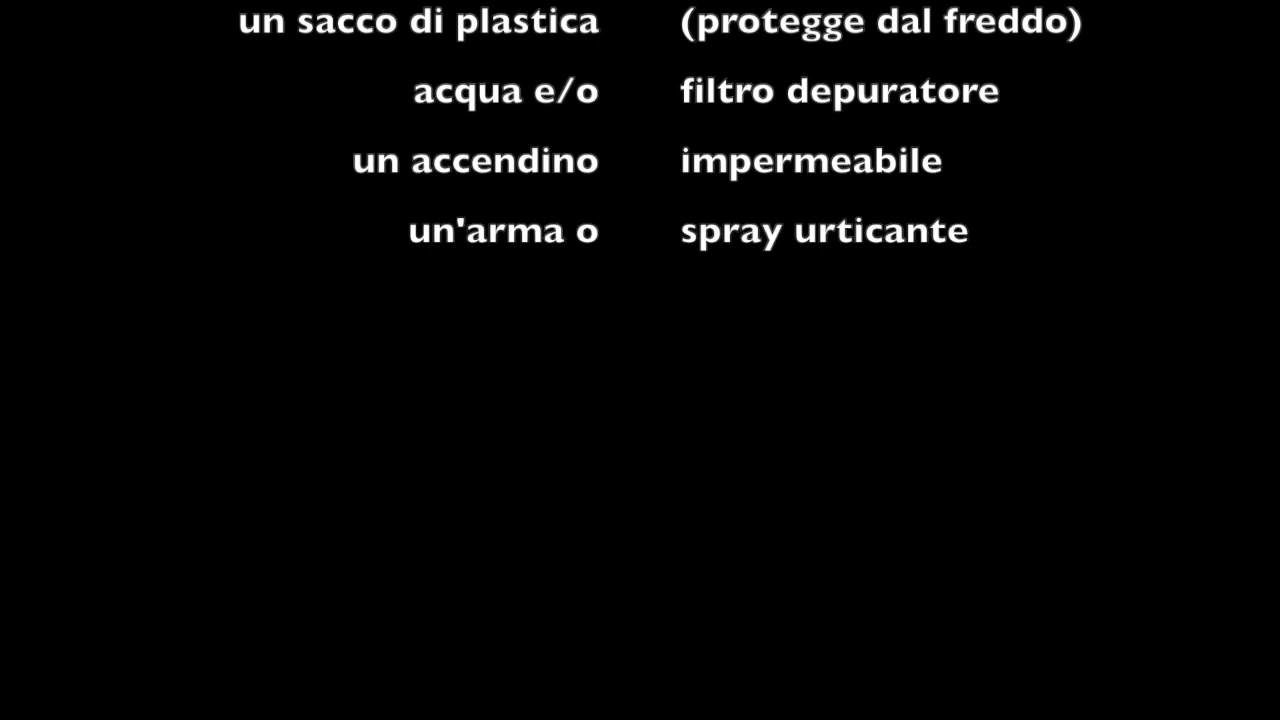 un sacco di plastica (protegge dal freddo)
acqua e/o filtro depuratore
un accendino impermeabile
un'arma o spray urticante